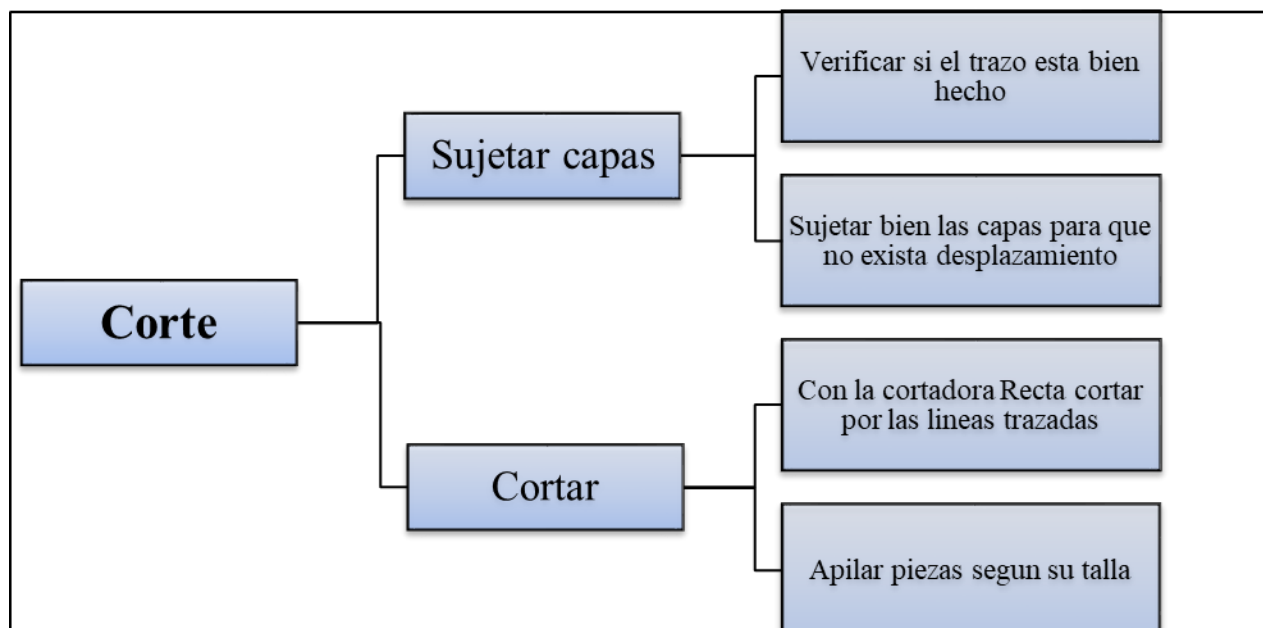 Corte
Sujetar capas
Verificar si el trazo esta bien
hecho
Sujetar bien las capas para que
no exista desplazamiento
Cortar
Con la cortadora Recta cortar
por las lineas trazadas
Apilar piezas segun su talla